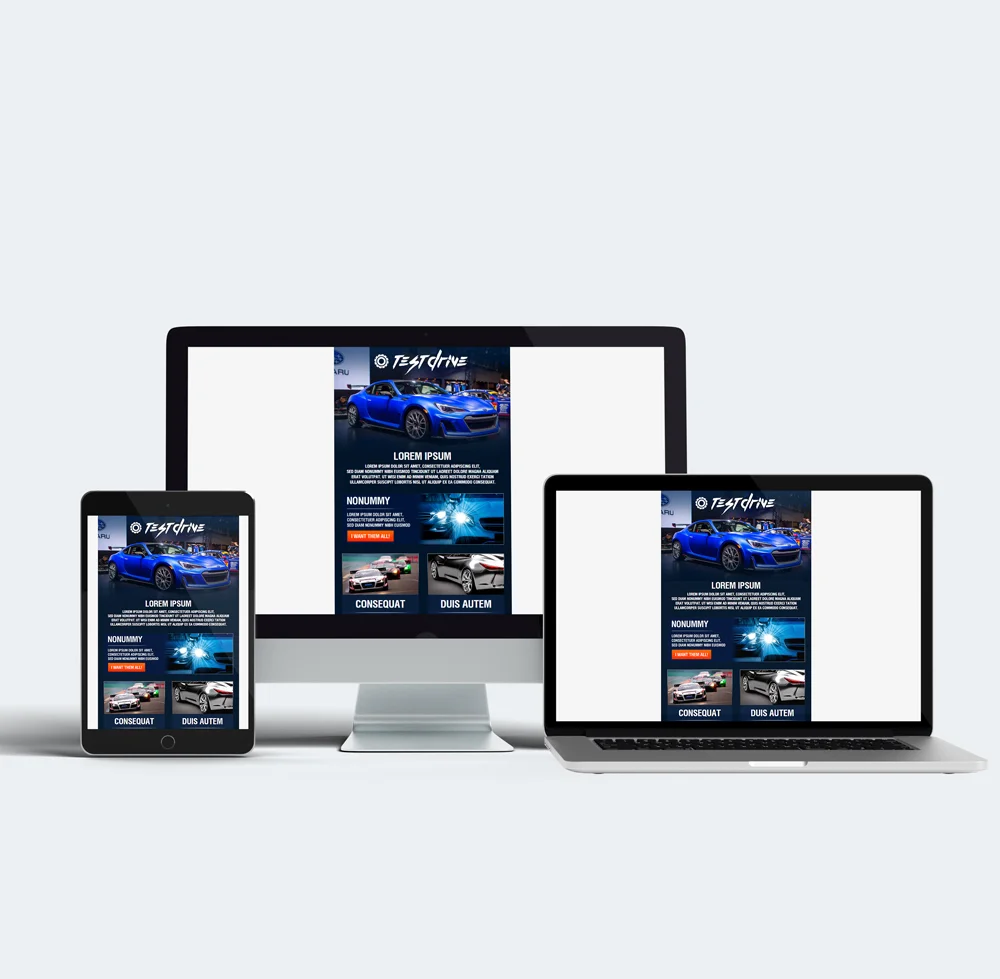 TESTdRIVE
LOREM IPSUM
LOREM IPSUM DOLOR SIT AMET, CONSECTETUER ADIPISCING ELIT,
SED DIAM NONUMMY NIBH EUISMOD TINCIDUNT UT LAOREET DOLORE MAGNA ALIQUAM
ERAT VOLUTPAT. UT WISI ENIM AD MINIM VENIAM, QUIS NOSTRUD EXERCI TATION
ULLAMCORPER SUSCIPIT LOBORTIS NISL UT ALIQUIP EX EA COMMODO CONSEQUAT.
NONUMMY
LOREM IPSUM DOLOR SIT AMET,
CONSECTETUER ADIPISCING ELIT,
SED DIAM NONUMMY NIBH EUISMOD
I WANT THEM ALL!
CONSEQUAT
DUIS AUTEM
TESTdRIVE
LOREM IPSUM
LOREM IPSUM DOLOR SIT AMET, CONSECTETUER ADIPISCING ELIT,
SED DIAM NONUMMY NIBH EUISMOD TINCIDUNT UT LAOREET DOLORE MAGNA ALIQUAM
ERAT VOLUTPAT. UT WISI ENIM AD MINIM VENIAM, QUIS NOSTRUD EXERCI TATION
ULLAMCORPER SUSCIPIT LOBORTIS NISL UT ALIQUIP EX EA COMMODO CONSEQUAT.
NONUMMY
LOREM IPSUM DOLOR SIT AMET,
CONSECTETUER ADIPISCING ELIT,
SED DIAM NONUMMY NIBH EUISMOD
I WANT THEM ALL!
CONSEQUAT
DUIS AUTEM
TESTdRIVE
LOREM IPSUM
LOREM IPSUM DOLOR SIT AMET, CONSECTETUER ADIPISCING ELIT,
SED DIAM NONUMMY NIBH EUISMOD TINCIDUNT UT LAOREET DOLORE MAGNA ALIQUAM
ERAT VOLUTPAT. UT WISI ENIM AD MINIM VENIAM, QUIS NOSTRUD EXERCI TATION
ULLAMCORPER SUSCIPIT LOBORTIS NISL UT ALIQUIP EX EA COMMODO CONSEQUAT.
NONUMMY
LOREM IPSUM DOLOR SIT AMET,
CONSECTETUER ADIPISCING ELIT,
SED DIAM NONUMMY NIBH EUISMOD
I WANT THEM ALL!
CONSEQUAT
DUIS AUTEM